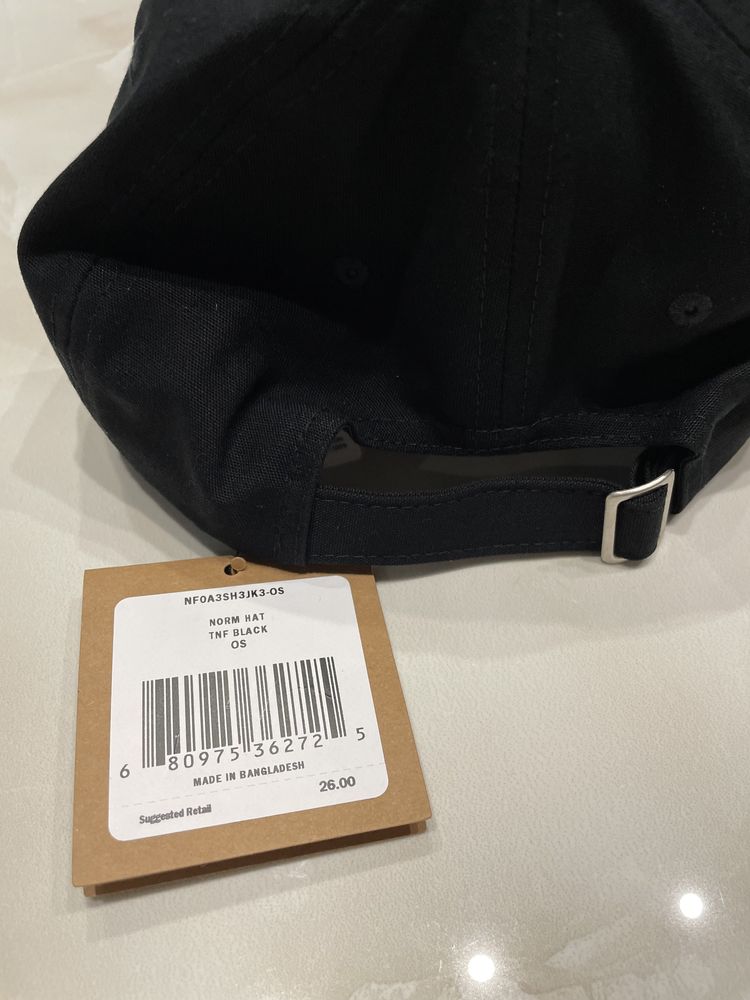 NF0A3SH3JK3-OS
NORM HAT
TNF BLACK
OS
6 80975 36272 5
MADE IN BANGLADESH
26.00
Suggested Retail